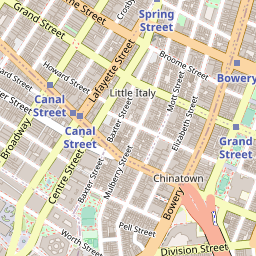 Grand Street
Crosby
Spring
Street
Lafayette Street
Broome Street
Howard Street
Bowery
Little Italy
Mott Street
Canal
Street
Baxter Street
Elizabeth Street
Broadway
Canal
Street
Grand
Street
Centre Street
Mulberry Street
Baxter Street
Chinatown
Bowery
Pell Street
Worth Street
Division Street